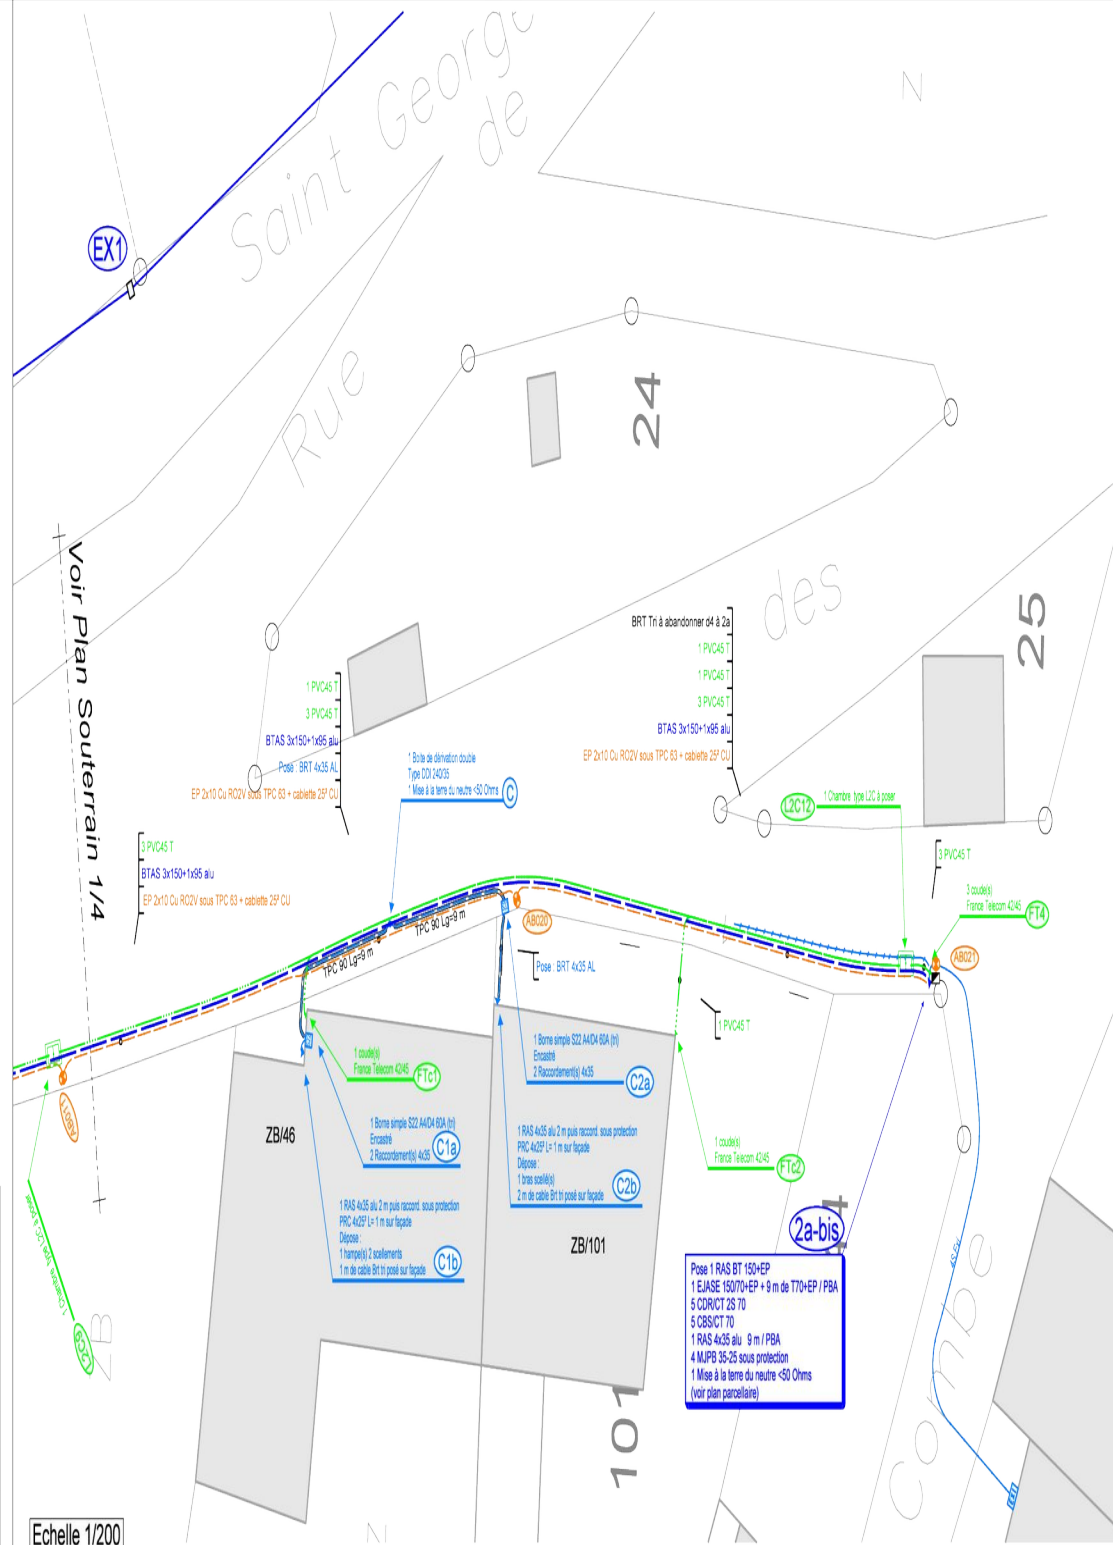 Saint George
de
N
EX1
Rue
24
des
25
Voir Plan Souterrain 1/4
BRT Tri à abandonner d4 à 2a
1 PVC45 T
1 PVC45 T
3 PVC45 T
BTAS 3x150+1x95 alu
EP 2x10 Cu RO2V sous TPC 63 + cablette 25² CU
1 PVC45 T
3 PVC45 T
BTAS 3x150+1x95 alu
Pose : BRT 4x35 AL
EP 2x10 Cu RO2V sous TPC 63 + cablette 25² CU
* Boite de dérivation double
Type DDI 240/35
* Mise à la terre du neutre <50 Ohms
C
L2C12
1 Chambre type L2C à poser
3 PVC45 T
BTAS 3x150+1x95 alu
EP 2x10 Cu RO2V sous TPC 63 + cablette 25² CU
3 PVC45 T
3 coude(s)
France Telecom 42/45
FT4
TPC 90 Lg=9 m
TPC 90 Lg=9 m
AB020
AB021
Pose : BRT 4x35 AL
1 PVC45 T
AB011
1 coude(s)
France Telecom 42/45
FTc1
1 Borne simple S22 A4/D4 60A (tri)
Encastré
2 Raccordement(s) 4x35
C2a
ZB/46
1 Borne simple S22 A4/D4 60A (tri)
Encastré
2 Raccordement(s) 4x35
C1a
1 RAS 4x35 alu 2 m puis raccord. sous protection
PRC 4x25² L= 1 m sur façade
Dépose :
1 bras scellé(s)
2 m de cable Brt tri posé sur façade
C2b
1 coude(s)
France Telecom 42/45
FTc2
1 RAS 4x35 alu 2 m puis raccord. sous protection
PRC 4x25² L= 1 m sur façade
Dépose :
1 hampe(s) 2 scellements
1 m de cable Brt tri posé sur façade
C1b
ZB/101
2a-bis
Pose 1 RAS BT 150+EP
1 EJASE 150/70+EP + 9 m de T70+EP / PBA
5 CDR/CT 2S 70
5 CBS/CT 70
1 RAS 4x35 alu 9 m / PBA
4 MJPB 35-25 sous protection
1 Mise à la terre du neutre <50 Ohms
(voir plan parcellaire)
1 Chambre type L2C à poser
L2C9
ZB
101
Combe
EX1
N
Echelle 1/200